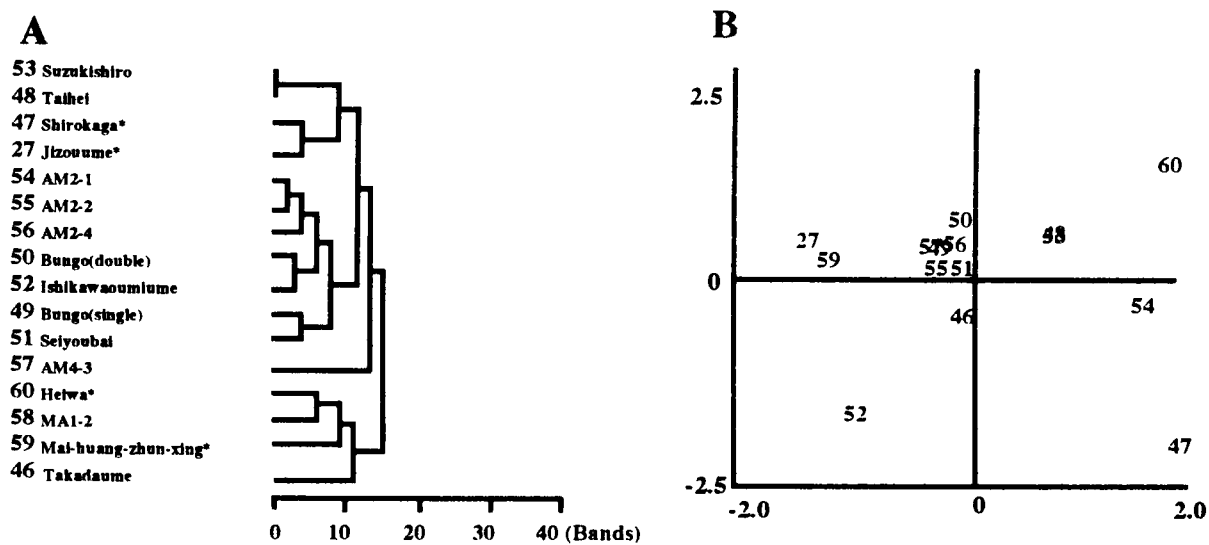 A
53 Suzukishiro
48 Taihei
47 Shirokaga*
27 Jizouume*
54 AM2-1
55 AM2-2
56 AM2-4
50 Bungo(double)
52 Ishikawaoumiume
49 Bungo(single)
51 Seiyoubai
57 AM4-3
60 Heiwa*
58 MA1-2
59 Mai-huang-zhun-xing*
46 Takadaume
0 10 20 30 40 (Bands)
B
2.5
60
50
27 56
59
55 51
0
46 54
52
47
-2.5
-2.0 0 2.0